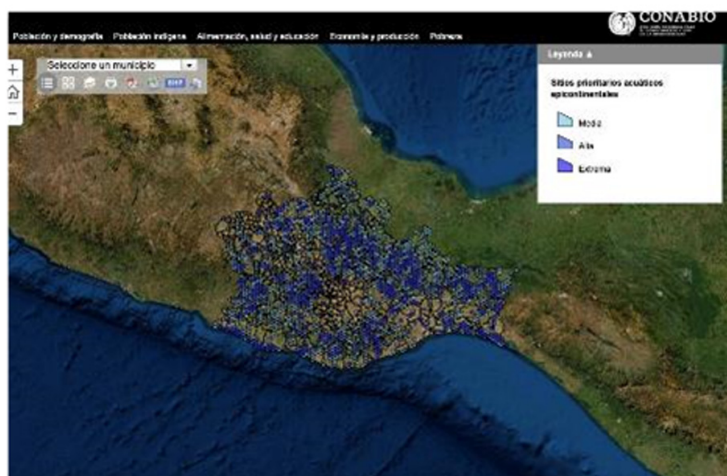 CONABIO
Población y demografía Población indígena Alimentación, salud y educación Economía y producción Pobreza
Seleccione un municipio
Leyenda
Sitios prioritarios acuáticos
epicontinentales
Media
Alta
Extrema